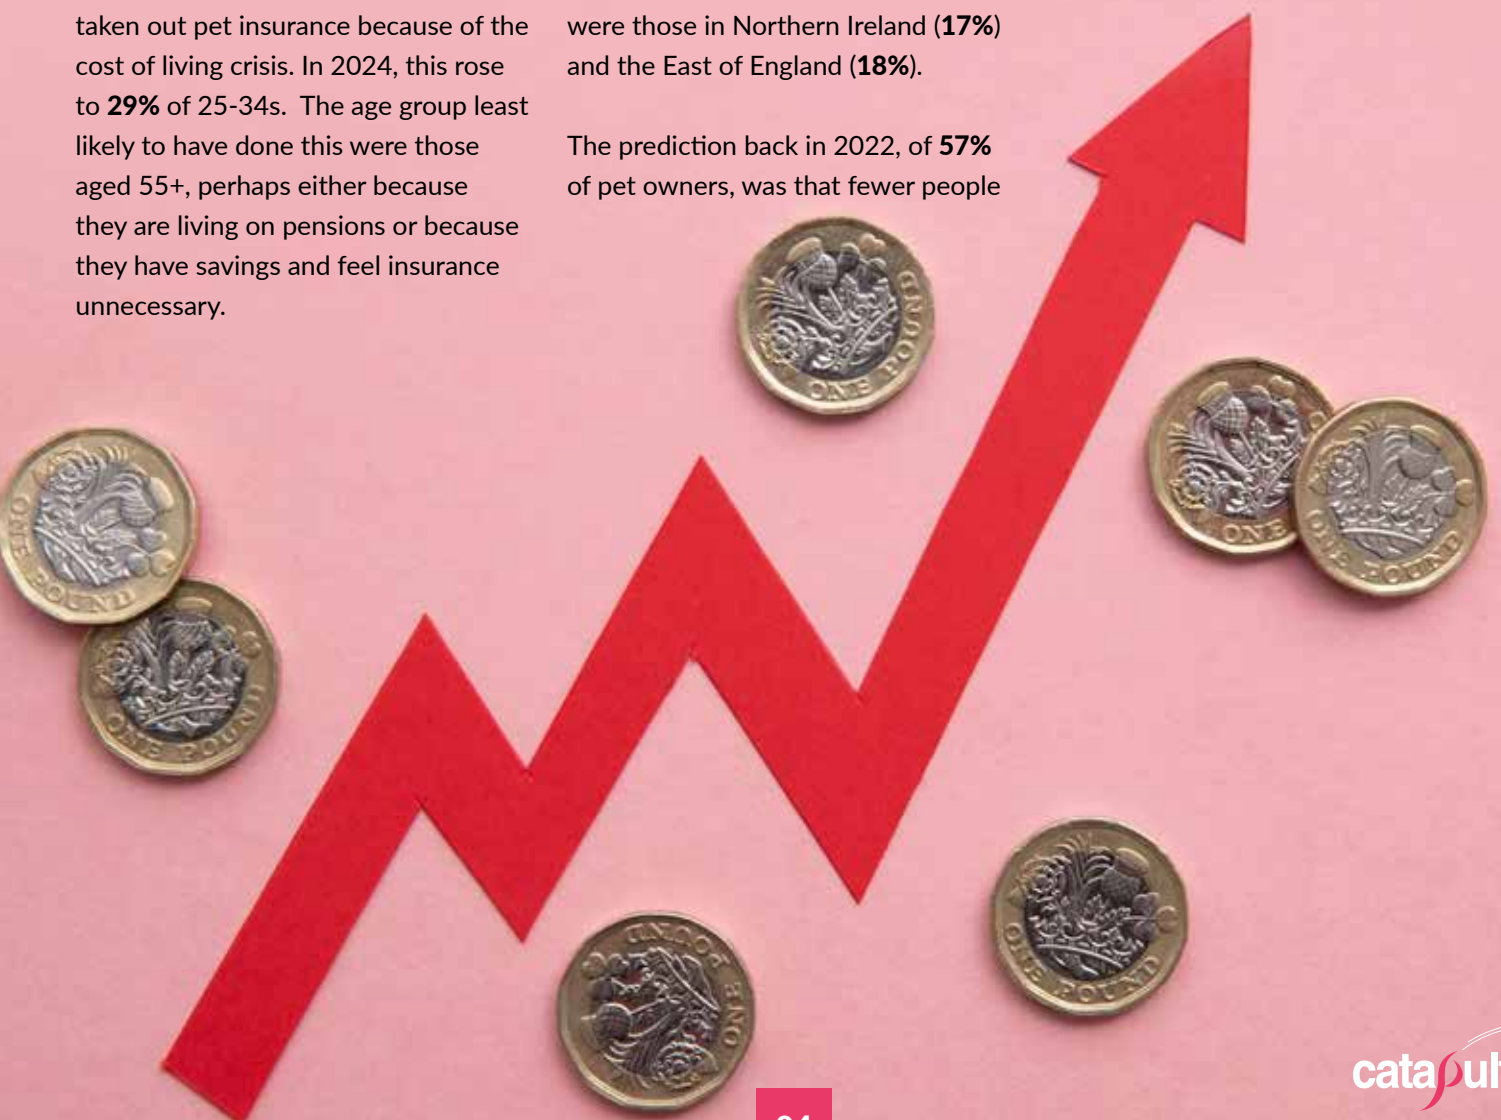 taken out pet insurance because of the
cost of living crisis. In 2024, this rose
to 29% of 25-34s. The age group least
likely to have done this were those
aged 55+, perhaps either because
they are living on pensions or because
they have savings and feel insurance
unnecessary.
were those in Northern Ireland (17%)
and the East of England (18%).
The prediction back in 2022, of 57%
of pet owners, was that fewer people
ONE POUND
ONE POUND
ONE POUND
ONE
ONE POUND
ONE POUND
ONE POUND